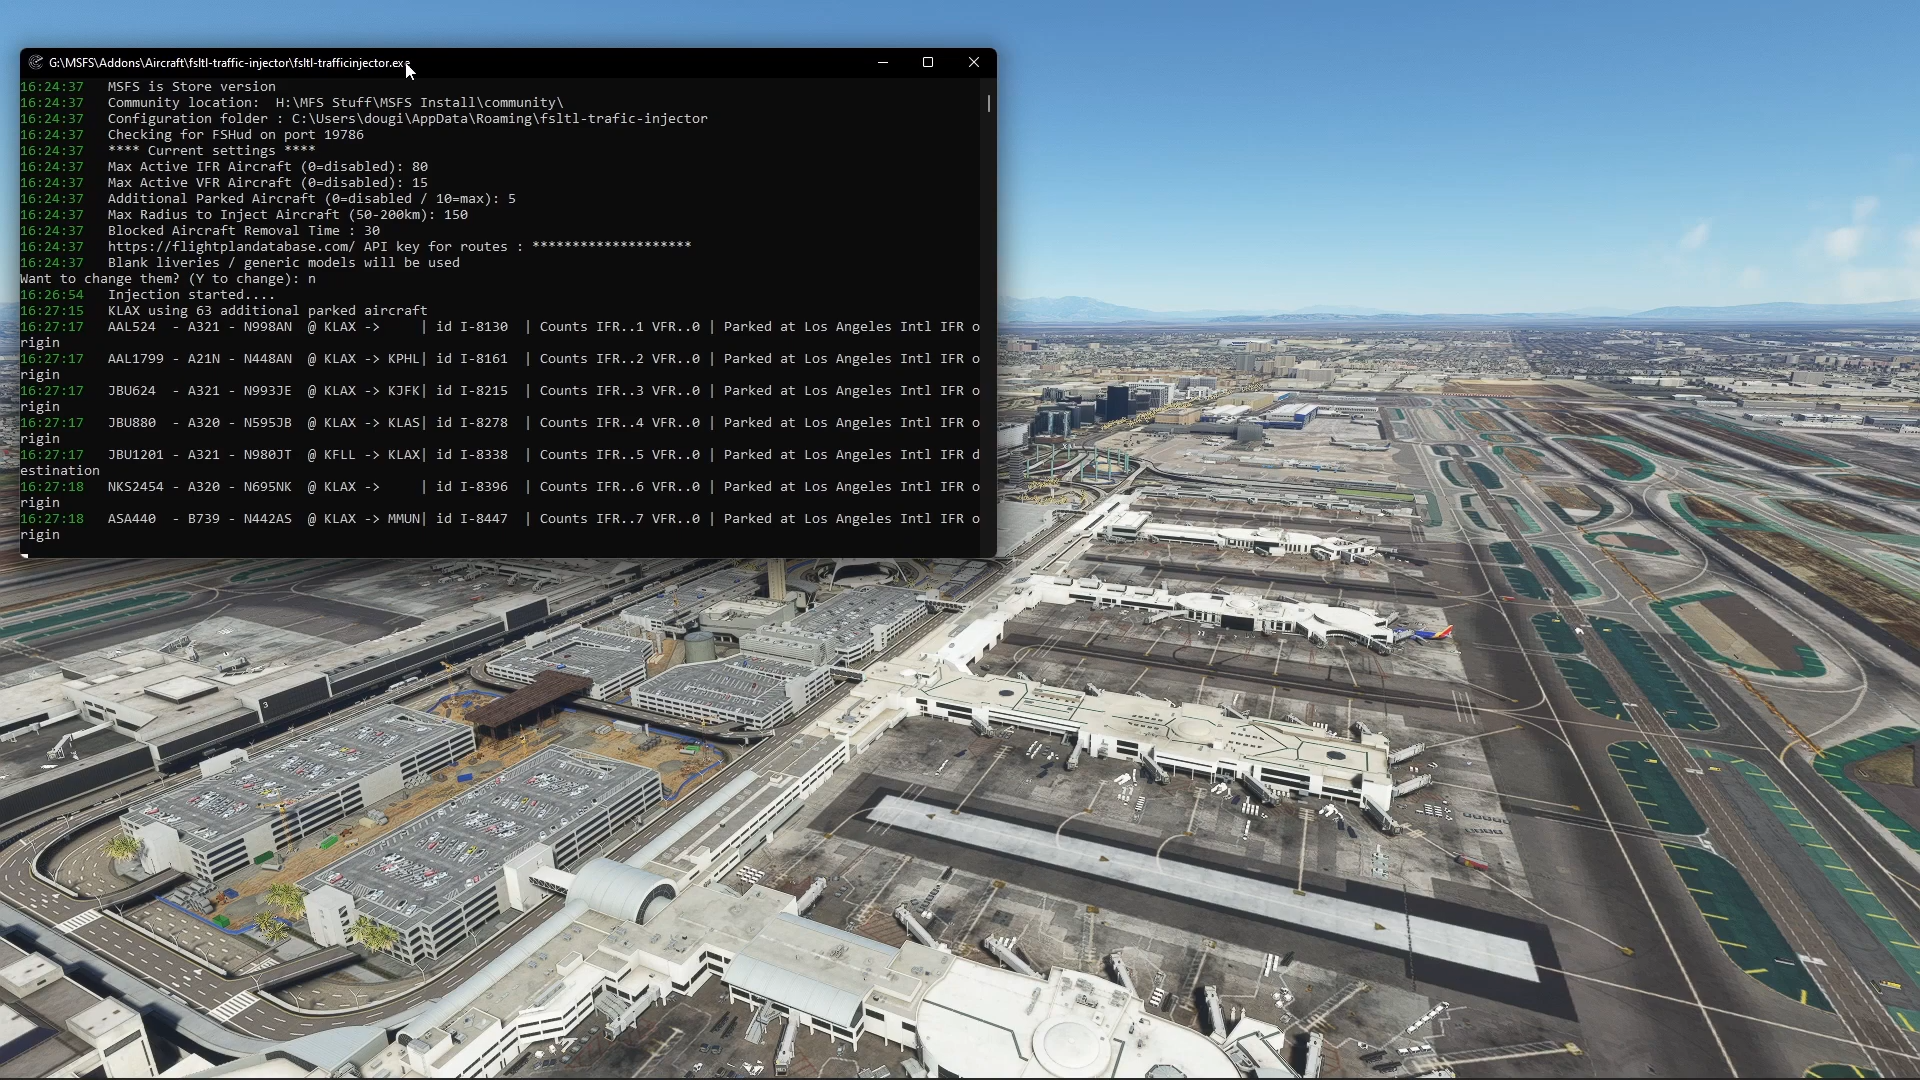 G:\MSFS\Addons\Aircraft\fsltl-traffic-injector\fsltl-trafficinjector.exe
16:24:37   MSFS is Store version
16:24:37   Community location:  H:\MFS Stuff\MSFS Install\community\
16:24:37   Configuration folder : C:\Users\dougi\AppData\Roaming\fsltl-trafic-injector
16:24:37   Checking for FSHud on port 19786
16:24:37   **** Current settings ****
16:24:37   Max Active IFR Aircraft (0=disabled): 80
16:24:37   Max Active VFR Aircraft (0=disabled): 15
16:24:37   Additional Parked Aircraft (0=disabled / 10=max): 5
16:24:37   Max Radius to Inject Aircraft (50-200km): 150
16:24:37   Blocked Aircraft Removal Time : 30
16:24:37   https://flightplandatabase.com/ API key for routes : ********************
16:24:37   Blank liveries / generic models will be used
Want to change them? (Y to change): n
16:26:54   Injection started....
16:27:15   KLAX using 63 additional parked aircraft
16:27:17   AAL524  - A321 - N998AN  @ KLAX ->     | id I-8130  | Counts IFR..1 VFR..0 | Parked at Los Angeles Intl IFR o
rigin
16:27:17   AAL1799 - A21N - N448AN  @ KLAX -> KPHL| id I-8161  | Counts IFR..2 VFR..0 | Parked at Los Angeles Intl IFR o
rigin
16:27:17   JBU624  - A321 - N993JE  @ KLAX -> KJFK| id I-8215  | Counts IFR..3 VFR..0 | Parked at Los Angeles Intl IFR o
rigin
16:27:17   JBU880  - A320 - N595JB  @ KLAX -> KLAS| id I-8278  | Counts IFR..4 VFR..0 | Parked at Los Angeles Intl IFR o
rigin
16:27:17   JBU1201 - A321 - N980JT  @ KFLL -> KLAX| id I-8338  | Counts IFR..5 VFR..0 | Parked at Los Angeles Intl IFR d
estination
16:27:18   NKS2454 - A320 - N695NK  @ KLAX ->     | id I-8396  | Counts IFR..6 VFR..0 | Parked at Los Angeles Intl IFR o
rigin
16:27:18   ASA440  - B739 - N442AS  @ KLAX -> MMUN| id I-8447  | Counts IFR..7 VFR..0 | Parked at Los Angeles Intl IFR o
rigin
3